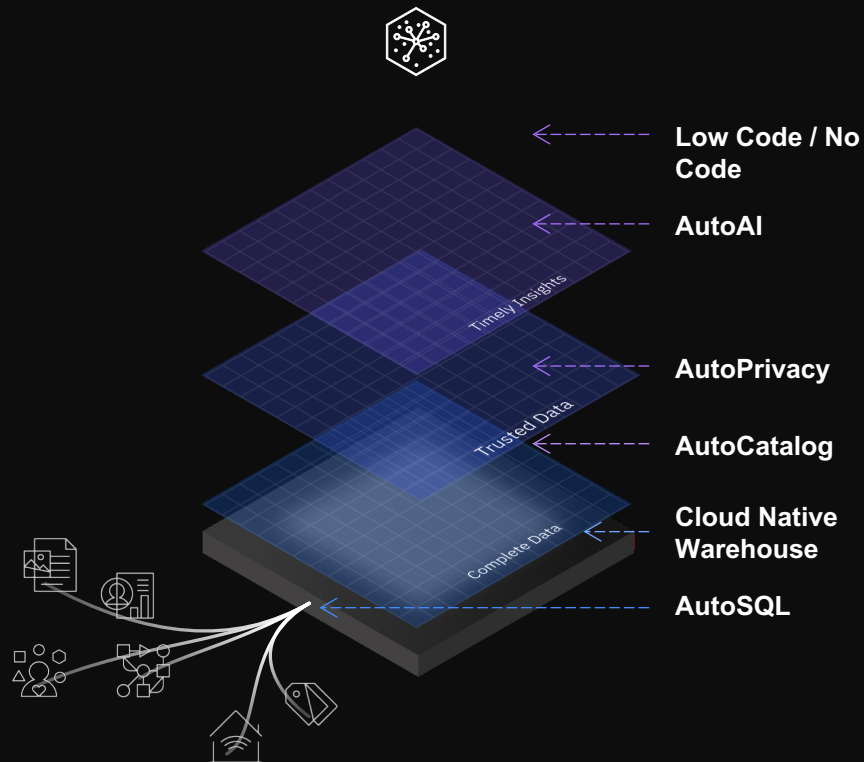 Low Code / No
Code
AutoAI
Timely Insights
AutoPrivacy
Trusted Data
AutoCatalog
Cloud Native
Warehouse
Complete Data
AutoSQL